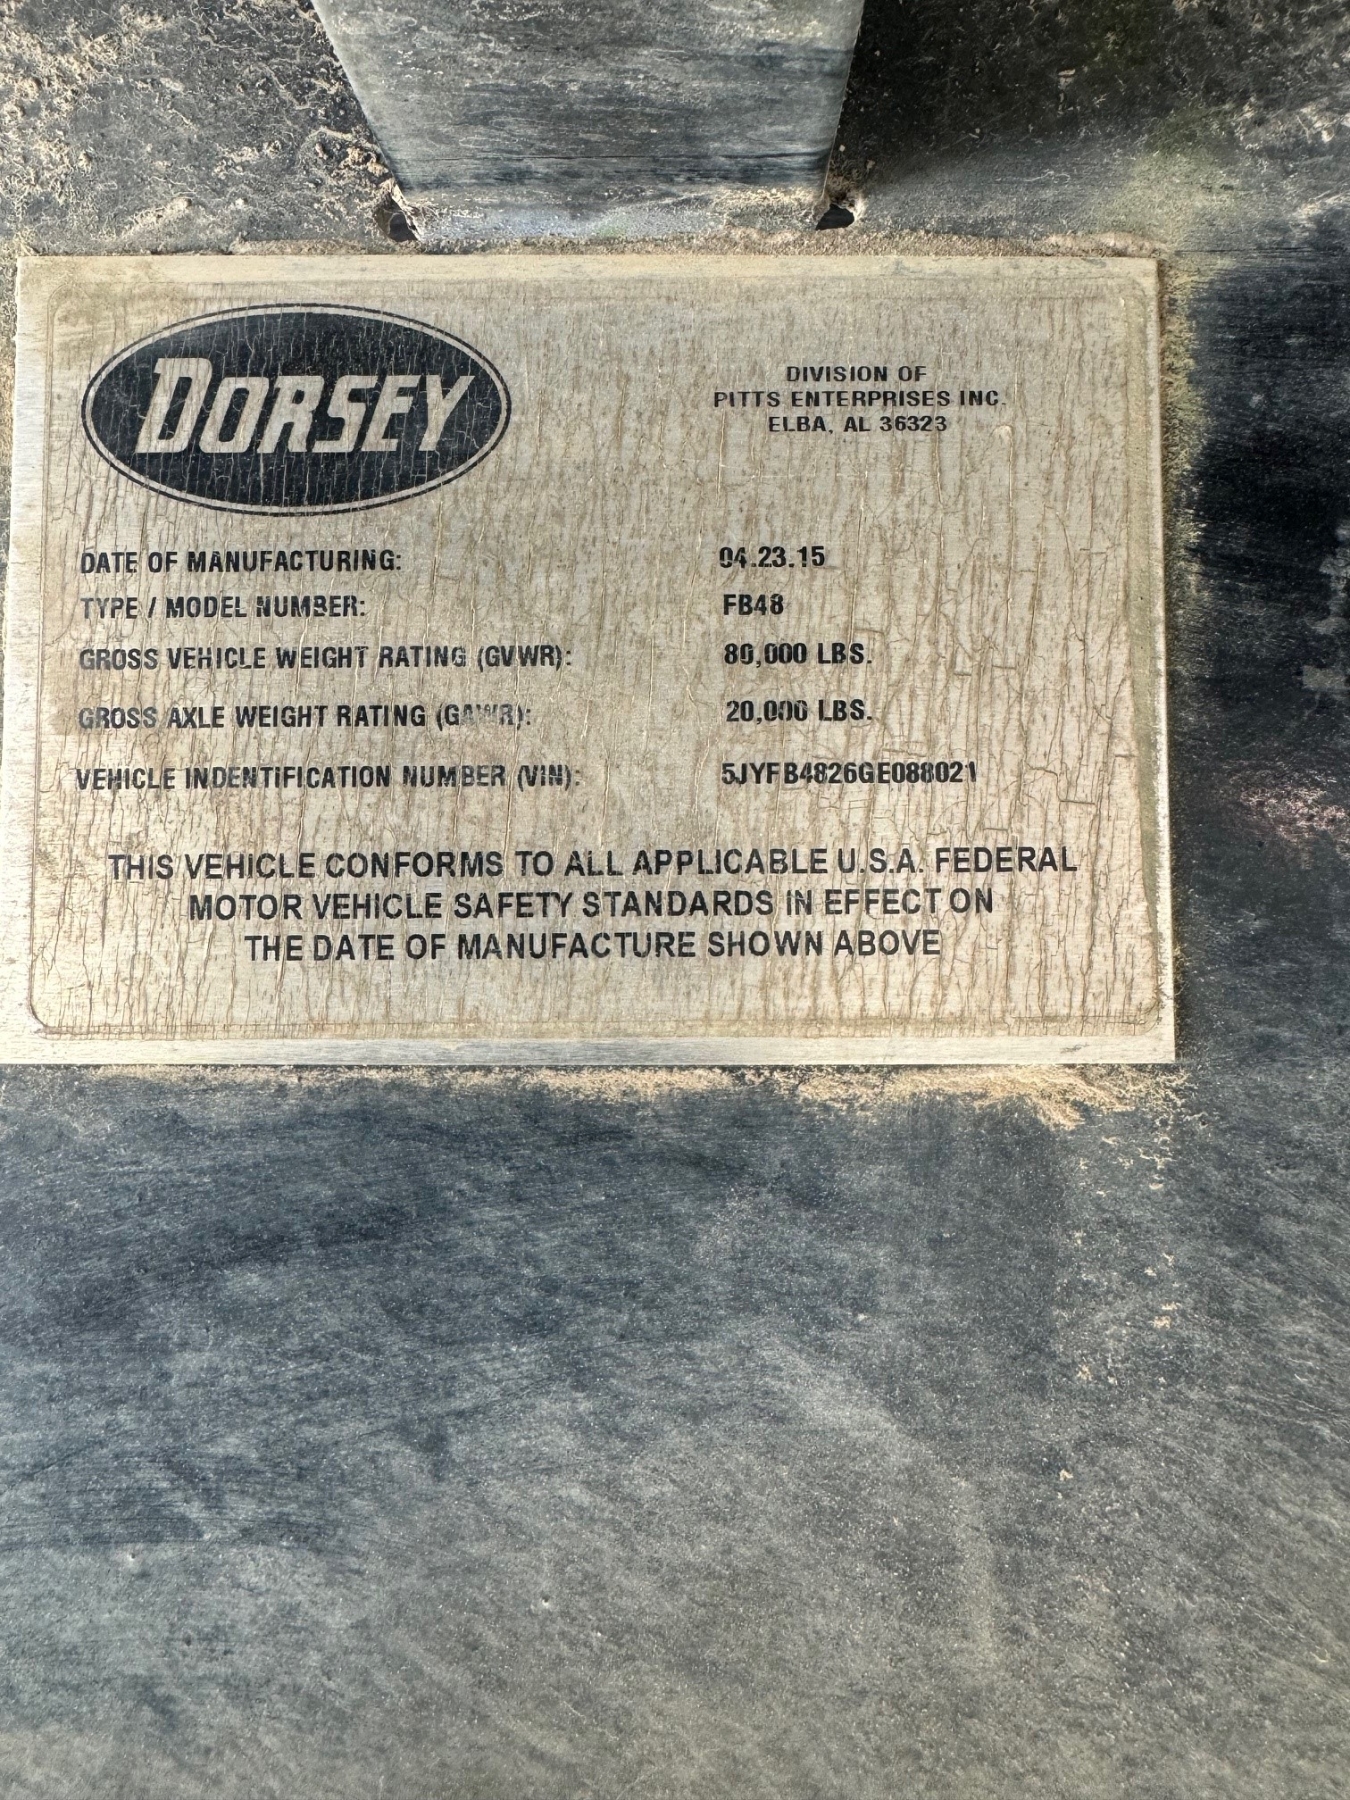 DORSEY
DIVISION OF
PITTS ENTERPRISES INC.
ELBA, AL 36323
DATE OF MANUFACTURING: 04.23.15
TYPE / MODEL NUMBER: FB48
GROSS VEHICLE WEIGHT RATING (GVWR): 80,000 LBS.
GROSS AXLE WEIGHT RATING (GAWR): 20,000 LBS.
VEHICLE INDENTIFICATION NUMBER (VIN): 5JYFB4826GE088021
THIS VEHICLE CONFORMS TO ALL APPLICABLE U.S.A. FEDERAL
MOTOR VEHICLE SAFETY STANDARDS IN EFFECT ON
THE DATE OF MANUFACTURE SHOWN ABOVE